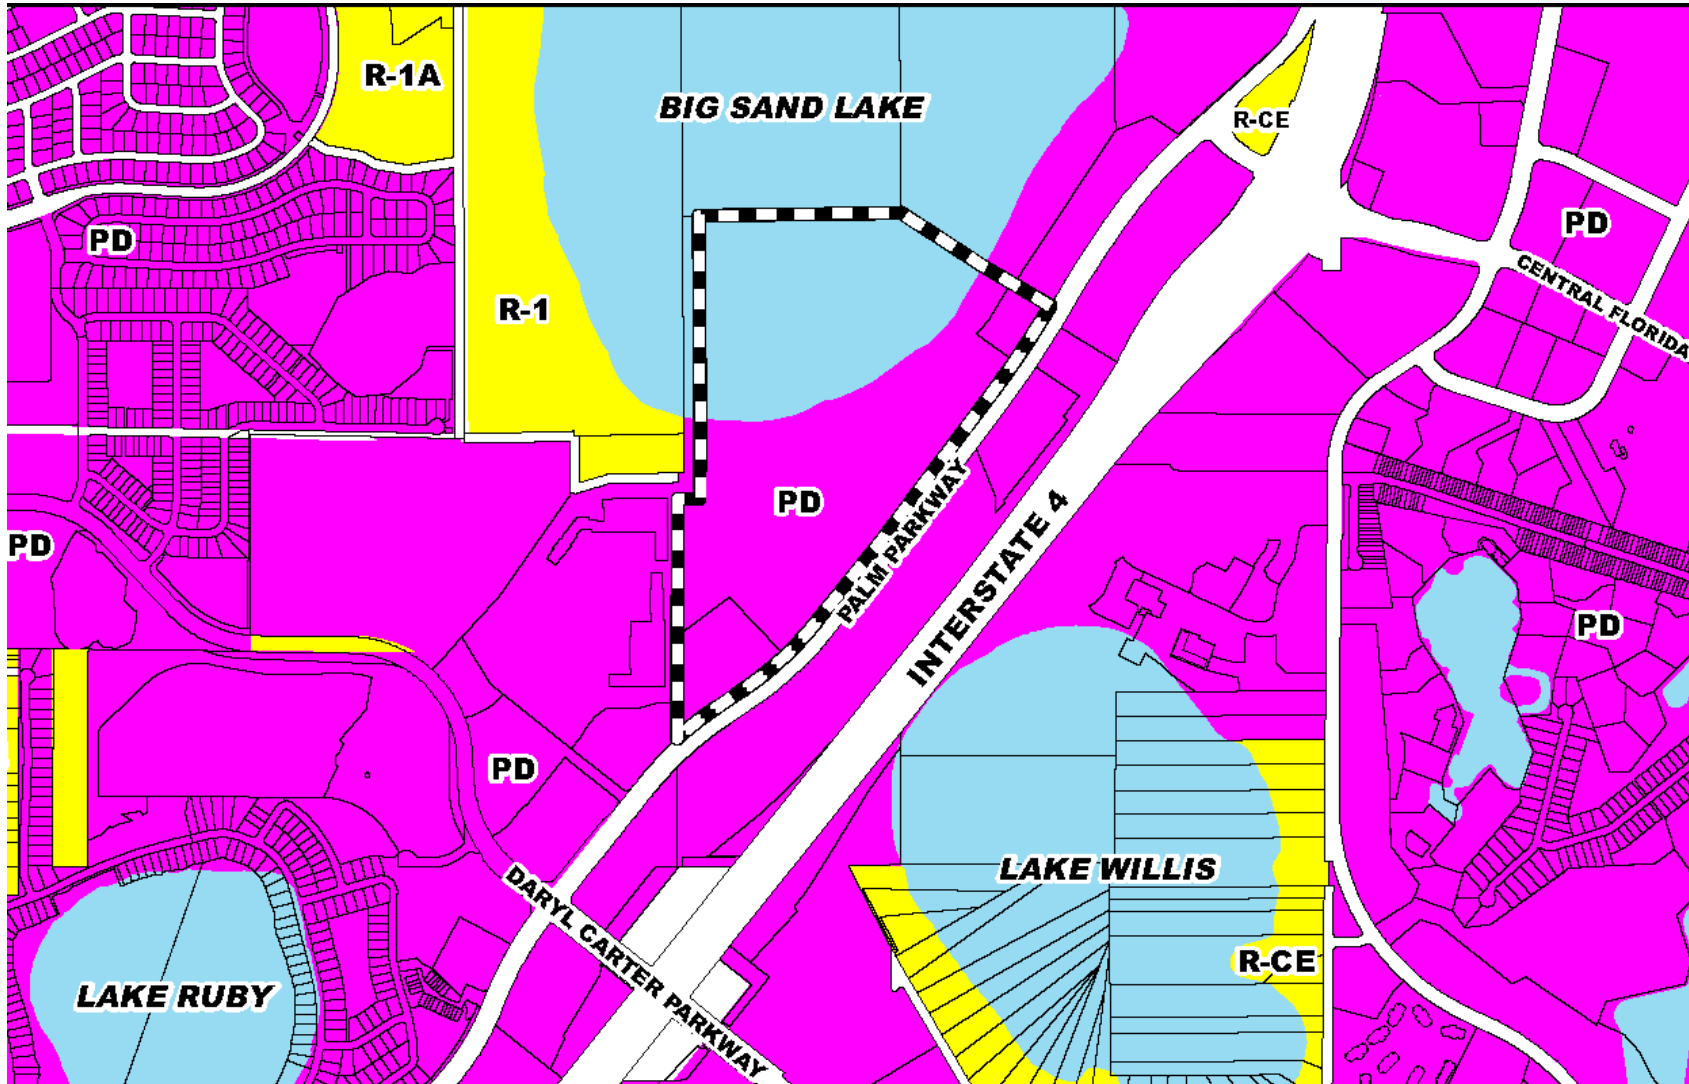 R-1A
BIG SAND LAKE
R-CE
PD
PD
CENTRAL FLORIDA
R-1
PD
PALM PARKWAY
PD
INTERSTATE 4
PD
PD
LAKE WILLIS
DARYL CARTER PARKWAY
R-CE
LAKE RUBY